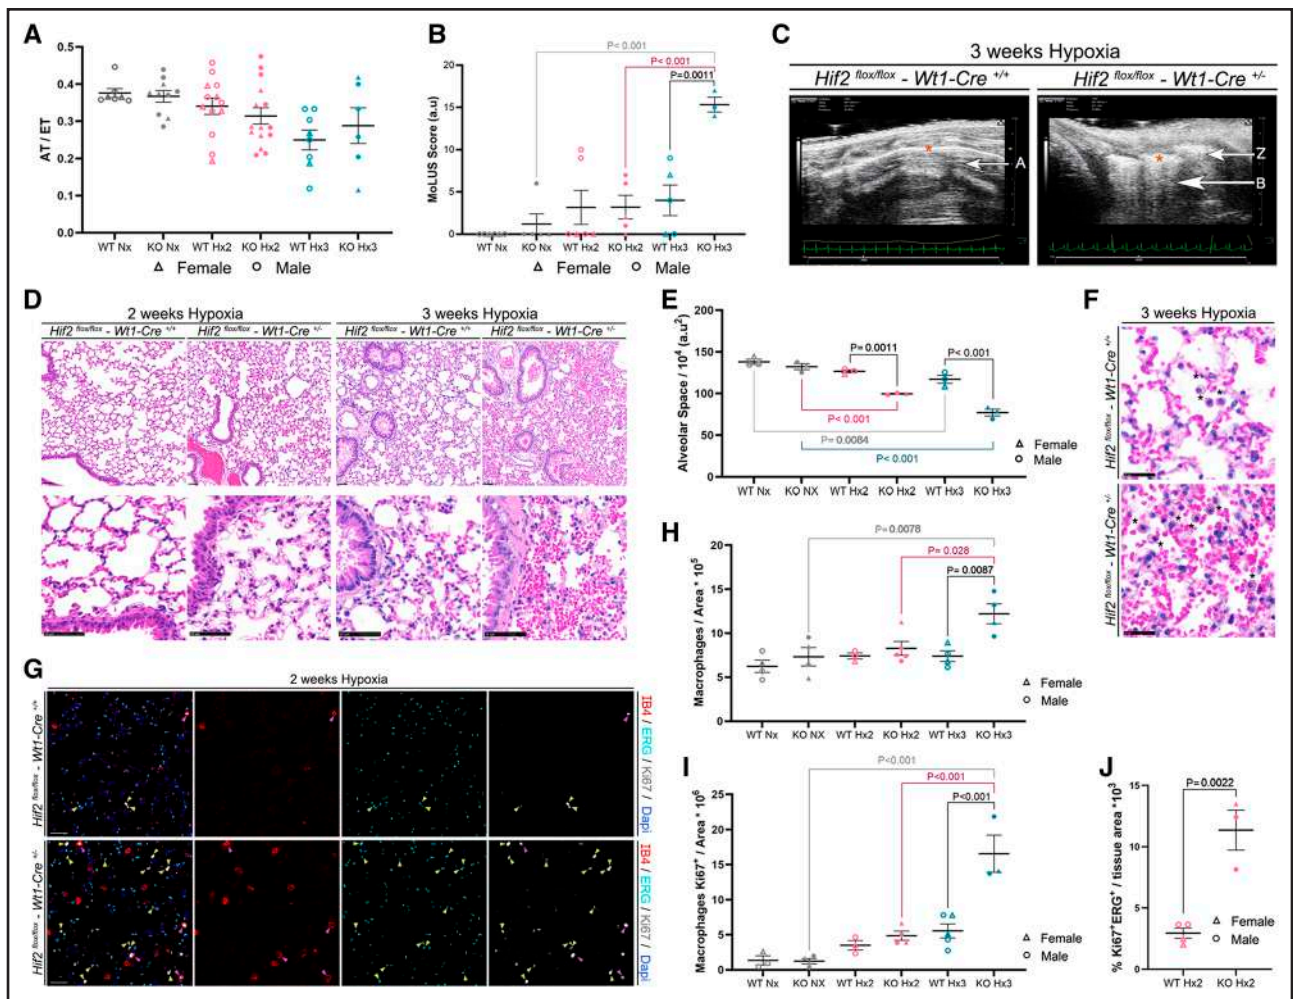 A
AT / ET
0.5
0.4
0.3
0.2
0.1
0.0
WT Nx
KO Nx
WT Hx2
KO Hx2
WT Hx3
KO Hx3
Female
Male
B
MoLUS Score (a.u)
15
10
5
0
P< 0.001
P< 0.001
P=0.0011
WT Nx
KO Nx
WT Hx2
KO Hx2
WT Hx3
KO Hx3
Female
Male
C
3 weeks Hypoxia
Hif2 flox/flox - Wt1-Cre +/+
Hif2 flox/flox - Wt1-Cre +/-
*
A
*
Z
B
D
2 weeks Hypoxia
3 weeks Hypoxia
Hif2 flox/flox - Wt1-Cre +/+
Hif2 flox/flox - Wt1-Cre +/-
Hif2 flox/flox - Wt1-Cre +/+
Hif2 flox/flox - Wt1-Cre +/-
E
Alveolar Space / 10⁴ (a.u²)
200
150
100
50
0
P= 0.0011
P< 0.001
P< 0.001
P= 0.0084
P< 0.001
WT Nx
KO NX
WT Hx2
KO Hx2
WT Hx3
KO Hx3
Female
Male
F
3 weeks Hypoxia
Hif2 flox/flox - Wt1-Cre +/+
Hif2 flox/flox - Wt1-Cre +/-
G
2 weeks Hypoxia
Hif2 flox/flox - Wt1-Cre +/+
Hif2 flox/flox - Wt1-Cre +/-
IB4 / ERG / Ki67 / Dapi
IB4 / ERG / Ki67 / Dapi
H
Macrophages / Area * 10⁵
20
15
10
5
0
P= 0.0078
P= 0.028
P= 0.0087
WT Nx
KO NX
WT Hx2
KO Hx2
WT Hx3
KO Hx3
Female
Male
I
Macrophages Ki67⁺ / Area * 10⁶
25
20
15
10
5
0
P<0.001
P<0.001
P<0.001
WT Nx
KO NX
WT Hx2
KO Hx2
WT Hx3
KO Hx3
Female
Male
J
% Ki67⁺ERG⁺ / tissue area *10³
15
10
5
0
P=0.0022
WT Hx2
KO Hx2
Female
Male